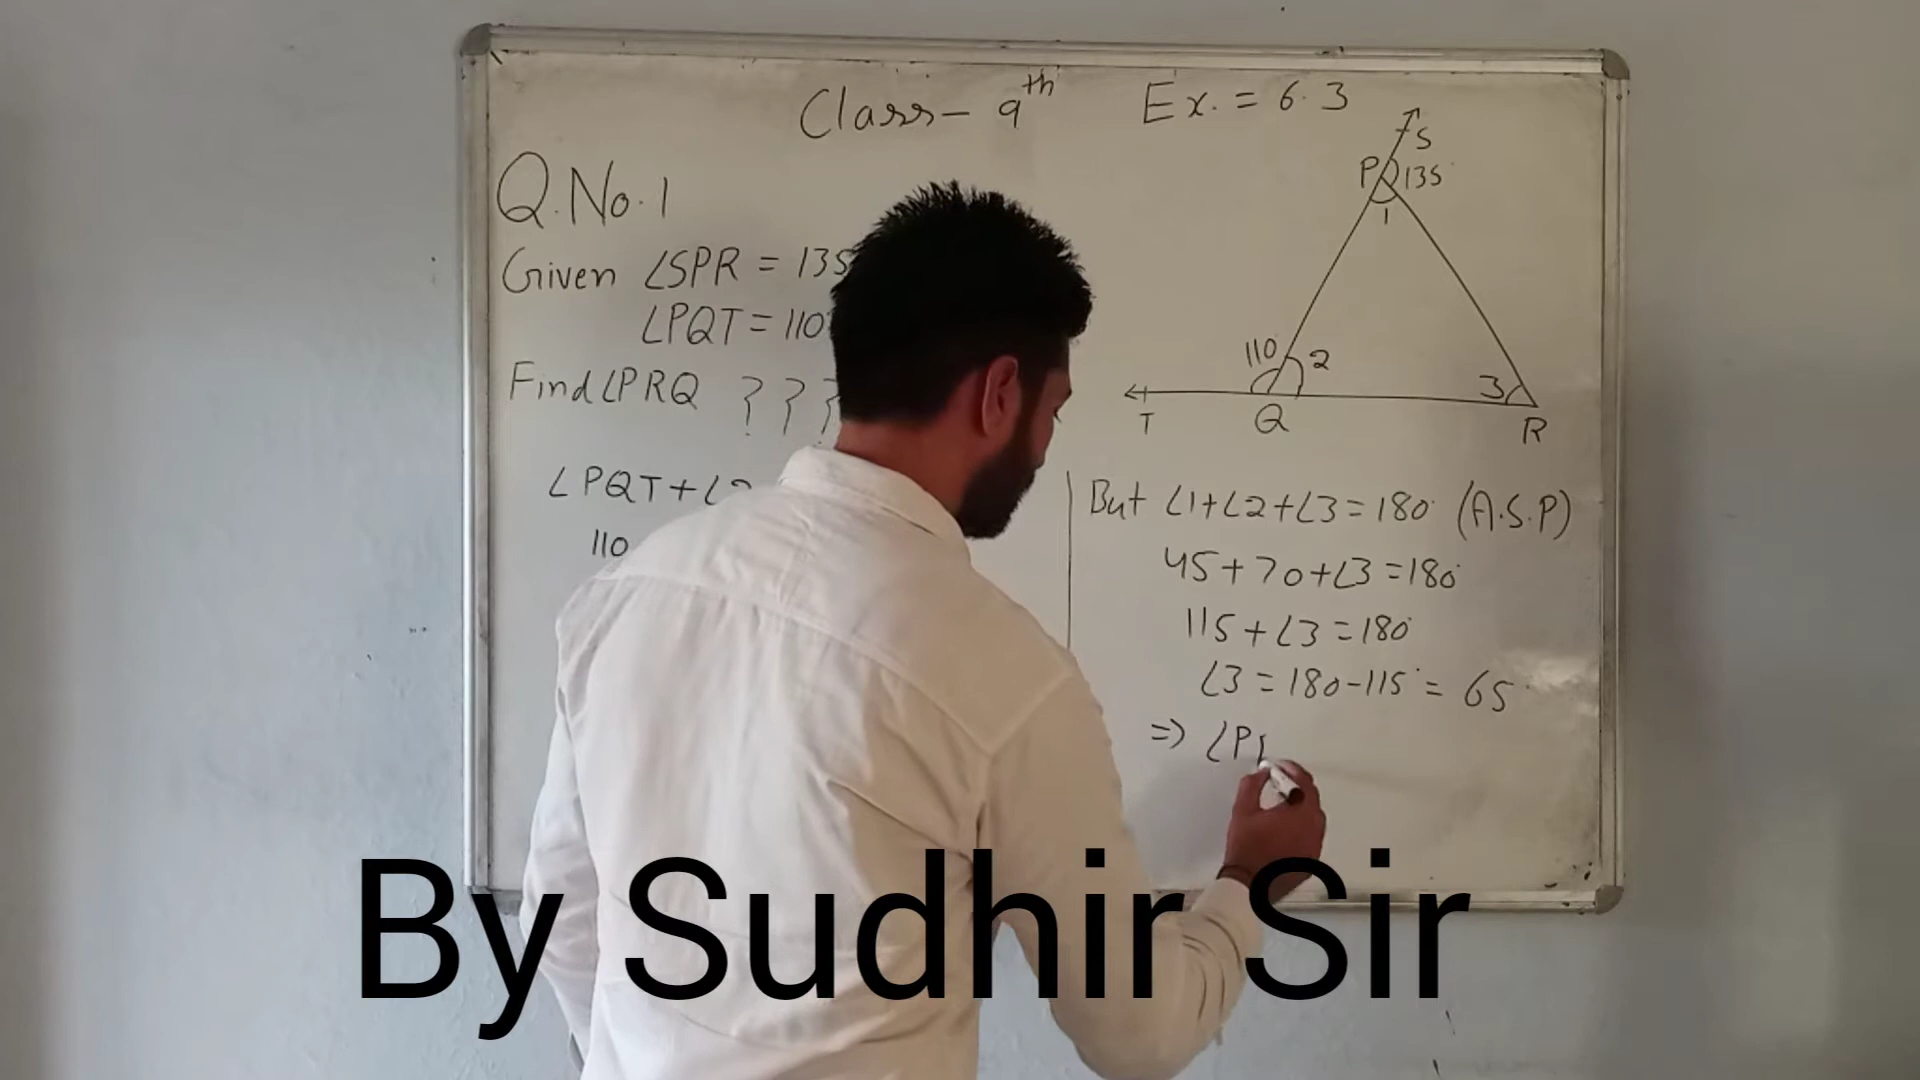 Class- 9th Ex. = 6.3
Q.No.1
Given ∠SPR = 135
∠PQT = 110°
Find ∠PRQ ???
∠PQT + ∠2
110
S
P 135°
1
110° 2
3
T Q R
But ∠1+∠2+∠3=180° (A.S.P)
45+70+∠3=180°
115+∠3=180°
∠3=180-115°=65°
=> ∠P
By Sudhir Sir